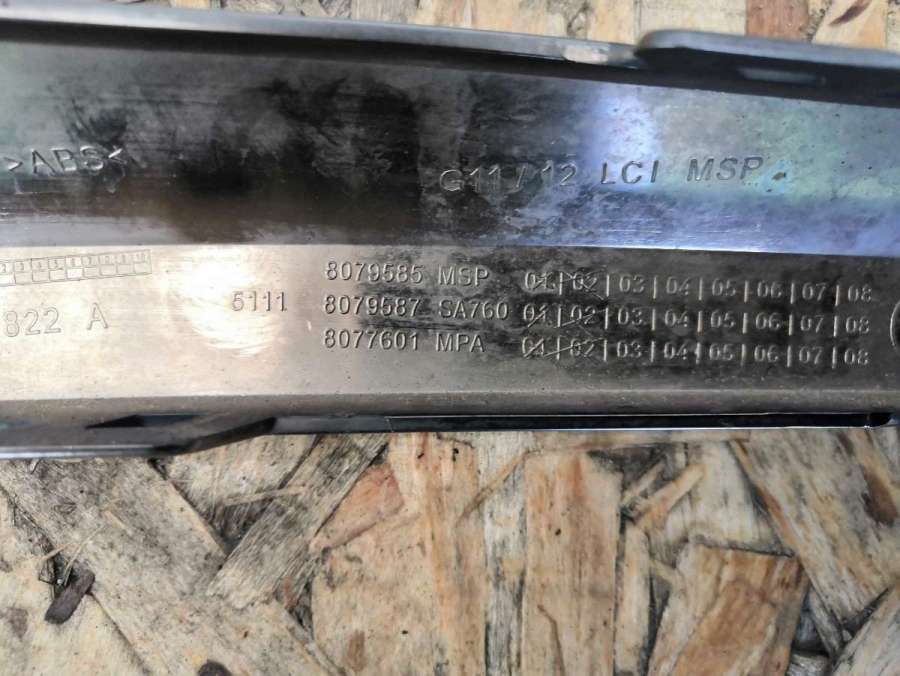 >ABS<
G11/12 LCI MSP
822 A
5111
8079585 MSP 01|02|03|04|05|06|07|08
8079587 SA760 01|02|03|04|05|06|07|08
8077601 MPA 01|02|03|04|05|06|07|08